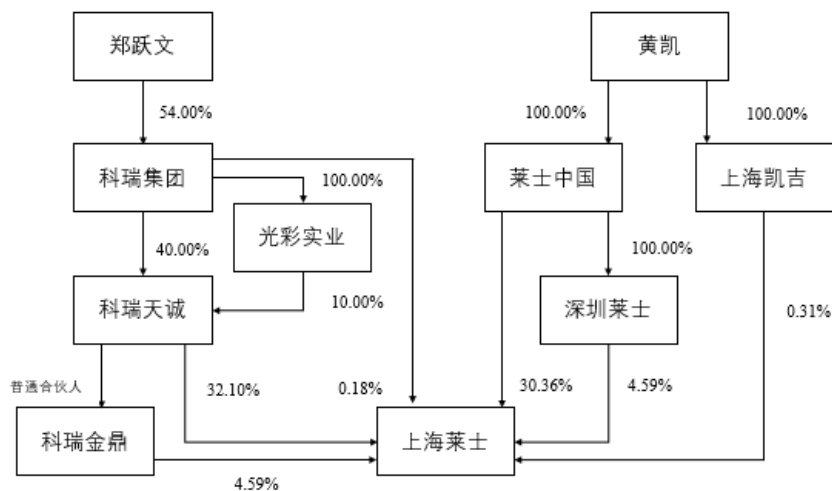 郑跃文
黄凯
54.00%
100.00%
100.00%
科瑞集团
莱士中国
上海凯吉
100.00%
光彩实业
40.00%
100.00%
科瑞天诚
10.00%
深圳莱士
0.31%
普通合伙人
32.10%
0.18%
30.36%
4.59%
科瑞金鼎
上海莱士
4.59%